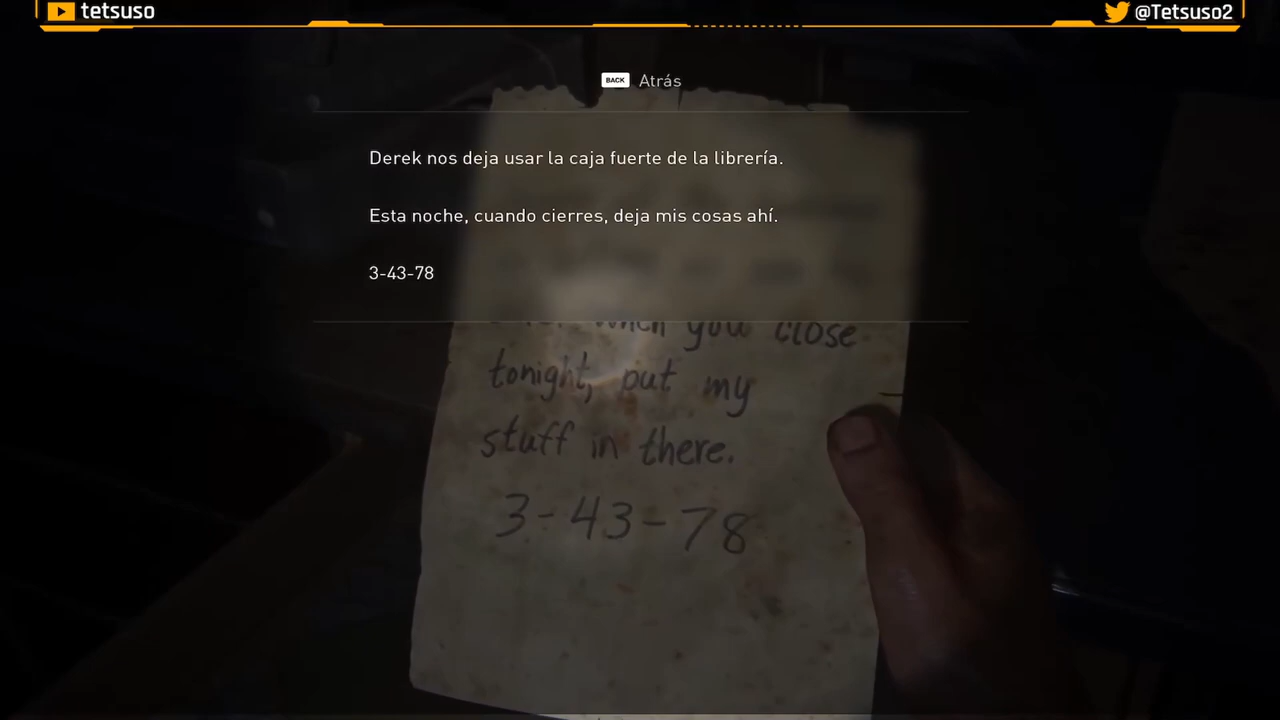 tetsuso
@Tetsuso2
BACK Atrás
Derek nos deja usar la caja fuerte de la librería.
Esta noche, cuando cierres, deja mis cosas ahí.
3-43-78
when you close
tonight, put my
stuff in there.
3-43-78